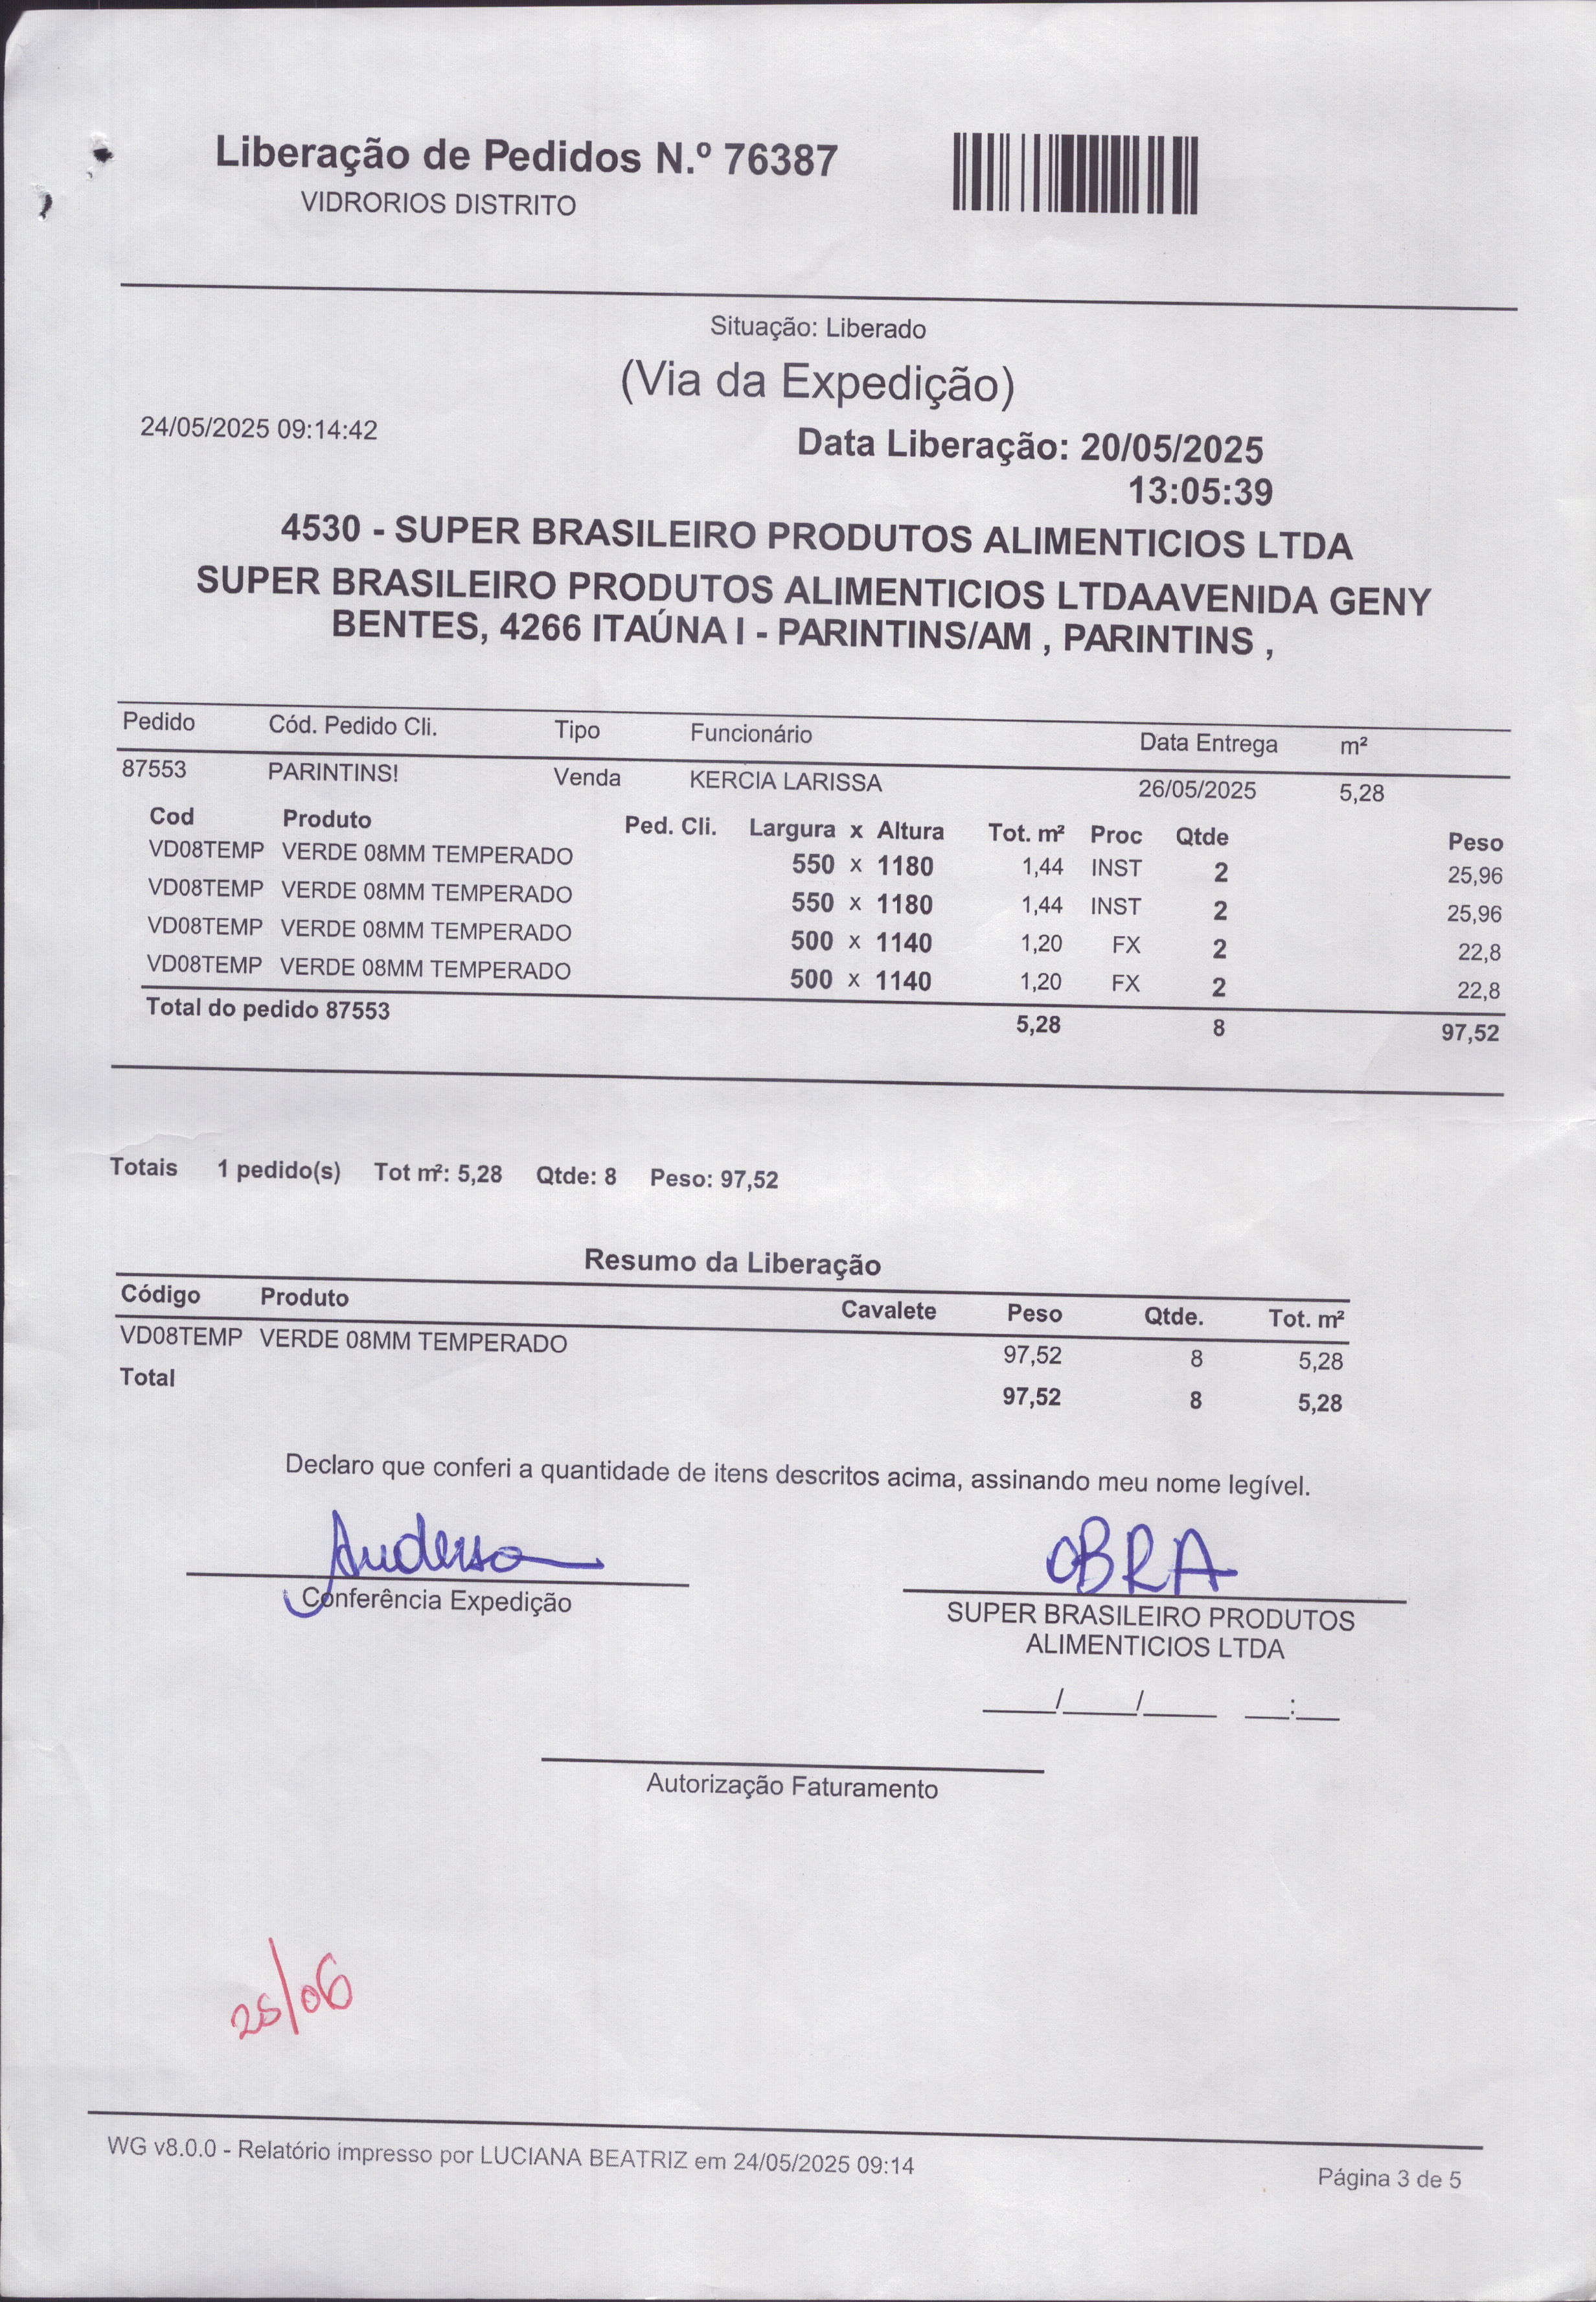 Liberação de Pedidos N.º 76387
VIDRORIOS DISTRITO
Situação: Liberado
(Via da Expedição)
24/05/2025 09:14:42
Data Liberação: 20/05/2025
13:05:39
4530 - SUPER BRASILEIRO PRODUTOS ALIMENTICIOS LTDA
SUPER BRASILEIRO PRODUTOS ALIMENTICIOS LTDAAVENIDA GENY
BENTES, 4266 ITAÚNA I - PARINTINS/AM , PARINTINS ,
Pedido Cód. Pedido Cli. Tipo Funcionário Data Entrega m²
87553 PARINTINS! Venda KERCIA LARISSA 26/05/2025 5,28
Cod Produto Ped. Cli. Largura x Altura Tot. m² Proc Qtde Peso
VD08TEMP VERDE 08MM TEMPERADO 550 x 1180 1,44 INST 2 25,96
VD08TEMP VERDE 08MM TEMPERADO 550 x 1180 1,44 INST 2 25,96
VD08TEMP VERDE 08MM TEMPERADO 500 x 1140 1,20 FX 2 22,8
VD08TEMP VERDE 08MM TEMPERADO 500 x 1140 1,20 FX 2 22,8
Total do pedido 87553 5,28 8 97,52
Totais 1 pedido(s) Tot m²: 5,28 Qtde: 8 Peso: 97,52
Resumo da Liberação
Código Produto Cavalete Peso Qtde. Tot. m²
VD08TEMP VERDE 08MM TEMPERADO 97,52 8 5,28
Total 97,52 8 5,28
Declaro que conferi a quantidade de itens descritos acima, assinando meu nome legível.
Anderso OBRA
Conferência Expedição
SUPER BRASILEIRO PRODUTOS
ALIMENTICIOS LTDA
____/____/____ __:__
Autorização Faturamento
25/06
WG v8.0.0 - Relatório impresso por LUCIANA BEATRIZ em 24/05/2025 09:14
Página 3 de 5